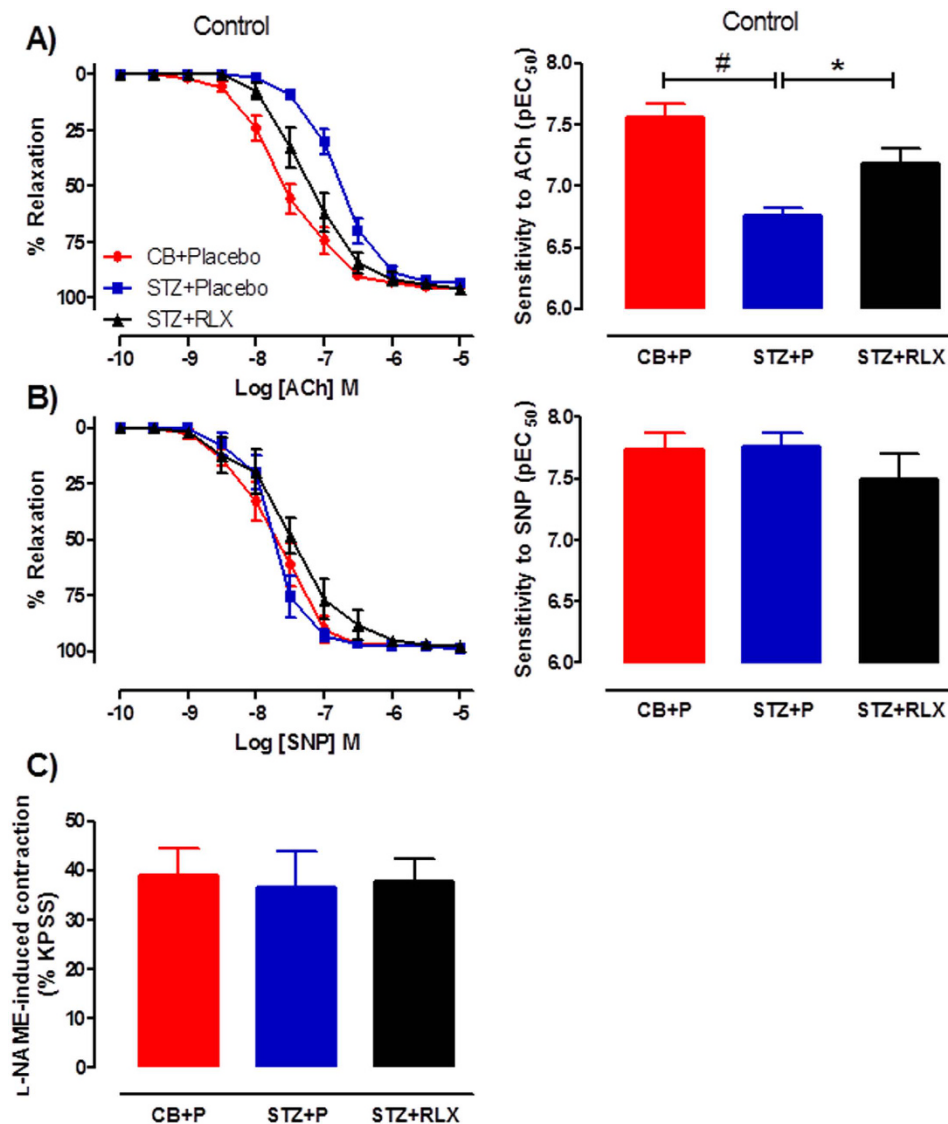 A)
Control
% Relaxation
0
25
50
75
100
CB+Placebo
STZ+Placebo
STZ+RLX
-10 -9 -8 -7 -6 -5
Log [ACh] M
Control
Sensitivity to ACh (pEC50)
8.0
7.5
7.0
6.5
6.0
# *
CB+P STZ+P STZ+RLX
B)
% Relaxation
0
25
50
75
100
-10 -9 -8 -7 -6 -5
Log [SNP] M
Sensitivity to SNP (pEC50)
8.0
7.5
7.0
6.5
6.0
CB+P STZ+P STZ+RLX
C)
L-NAME-induced contraction
(% KPSS)
50
40
30
20
10
0
CB+P STZ+P STZ+RLX